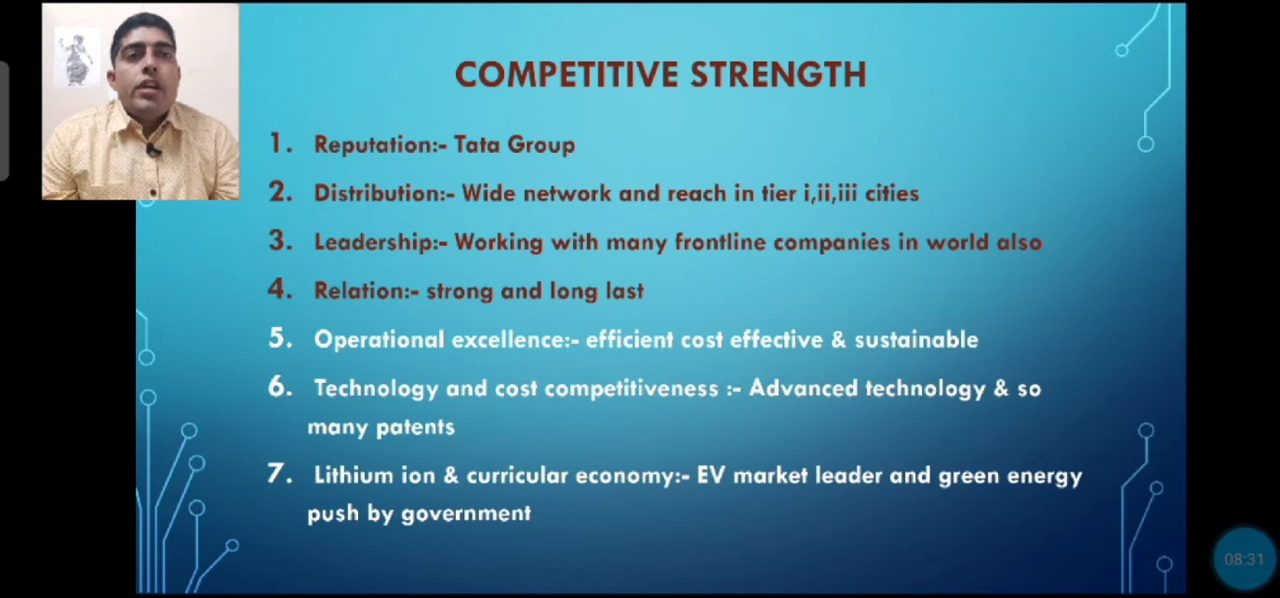 COMPETITIVE STRENGTH
1. Reputation:- Tata Group
2. Distribution:- Wide network and reach in tier i,ii,iii cities
3. Leadership:- Working with many frontline companies in world also
4. Relation:- strong and long last
5. Operational excellence:- efficient cost effective & sustainable
6. Technology and cost competitiveness :- Advanced technology & so
many patents
7. Lithium ion & curricular economy:- EV market leader and green energy
push by government
08:31